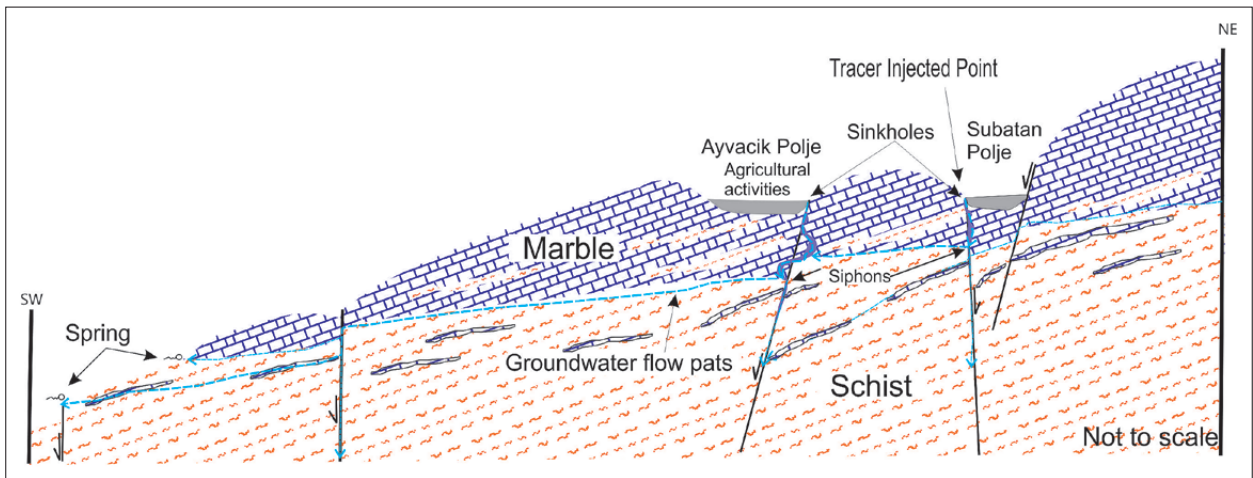 NE
Tracer Injected Point
Sinkholes
Subatan
Polje
Ayvacik Polje
Agricultural
activities
Marble
Siphons
SW
Spring
Groundwater flow pats
Schist
Not to scale